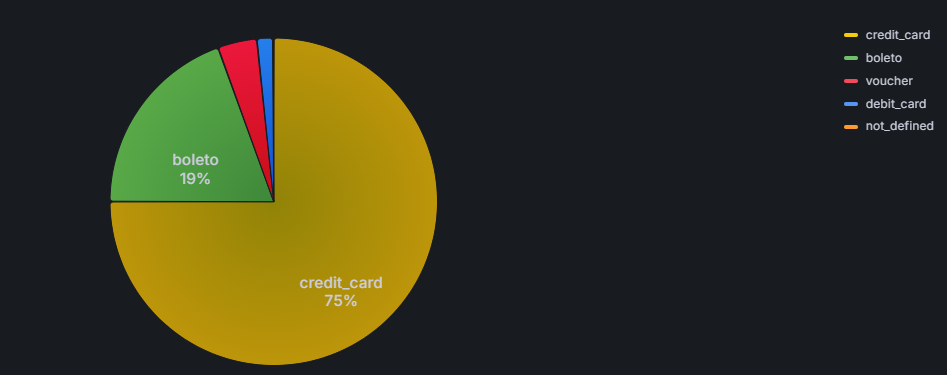 credit_card
boleto
voucher
debit_card
not_defined
boleto
19%
credit_card
75%